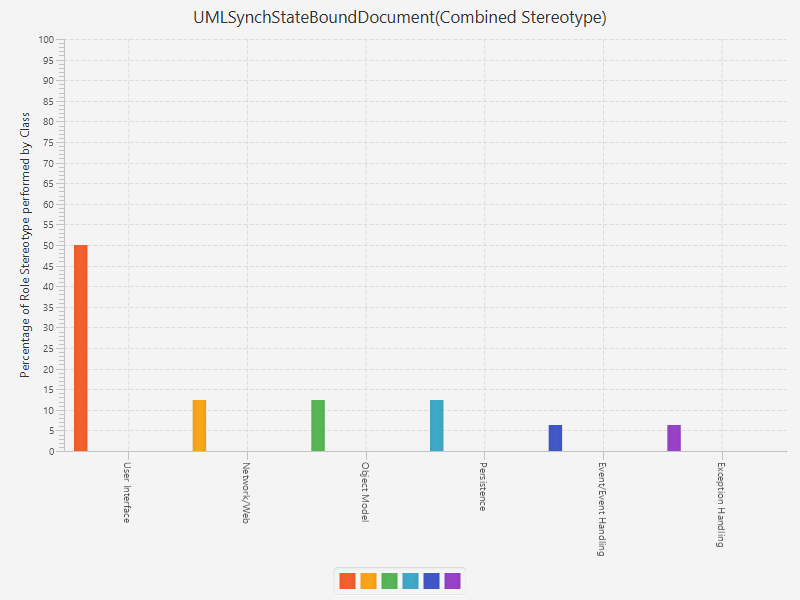 UMLSynchStateBoundDocument(Combined Stereotype)
Percentage of Role Stereotype performed by Class
100
95
90
85
80
75
70
65
60
55
50
45
40
35
30
25
20
15
10
5
0
User Interface
Network/Web
Object Model
Persistence
Event/Event Handling
Exception Handling